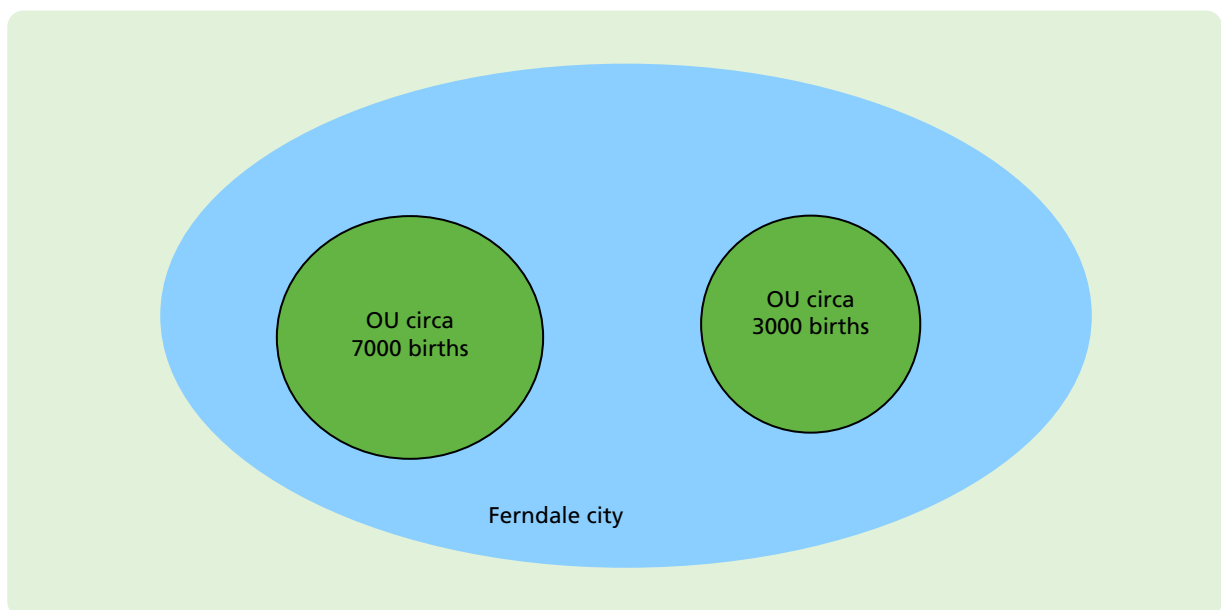 OU circa
7000 births
OU circa
3000 births
Ferndale city